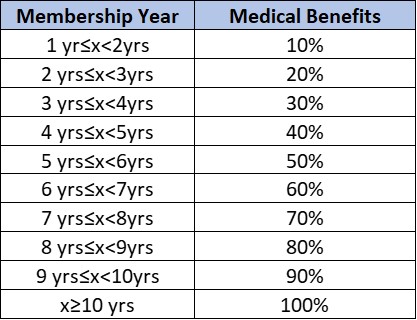 Membership Year Medical Benefits
1 yr≤x<2yrs 10%
2 yrs≤x<3yrs 20%
3 yrs≤x<4yrs 30%
4 yrs≤x<5yrs 40%
5 yrs≤x<6yrs 50%
6 yrs≤x<7yrs 60%
7 yrs≤x<8yrs 70%
8 yrs≤x<9yrs 80%
9 yrs≤x<10yrs 90%
x≥10 yrs 100%